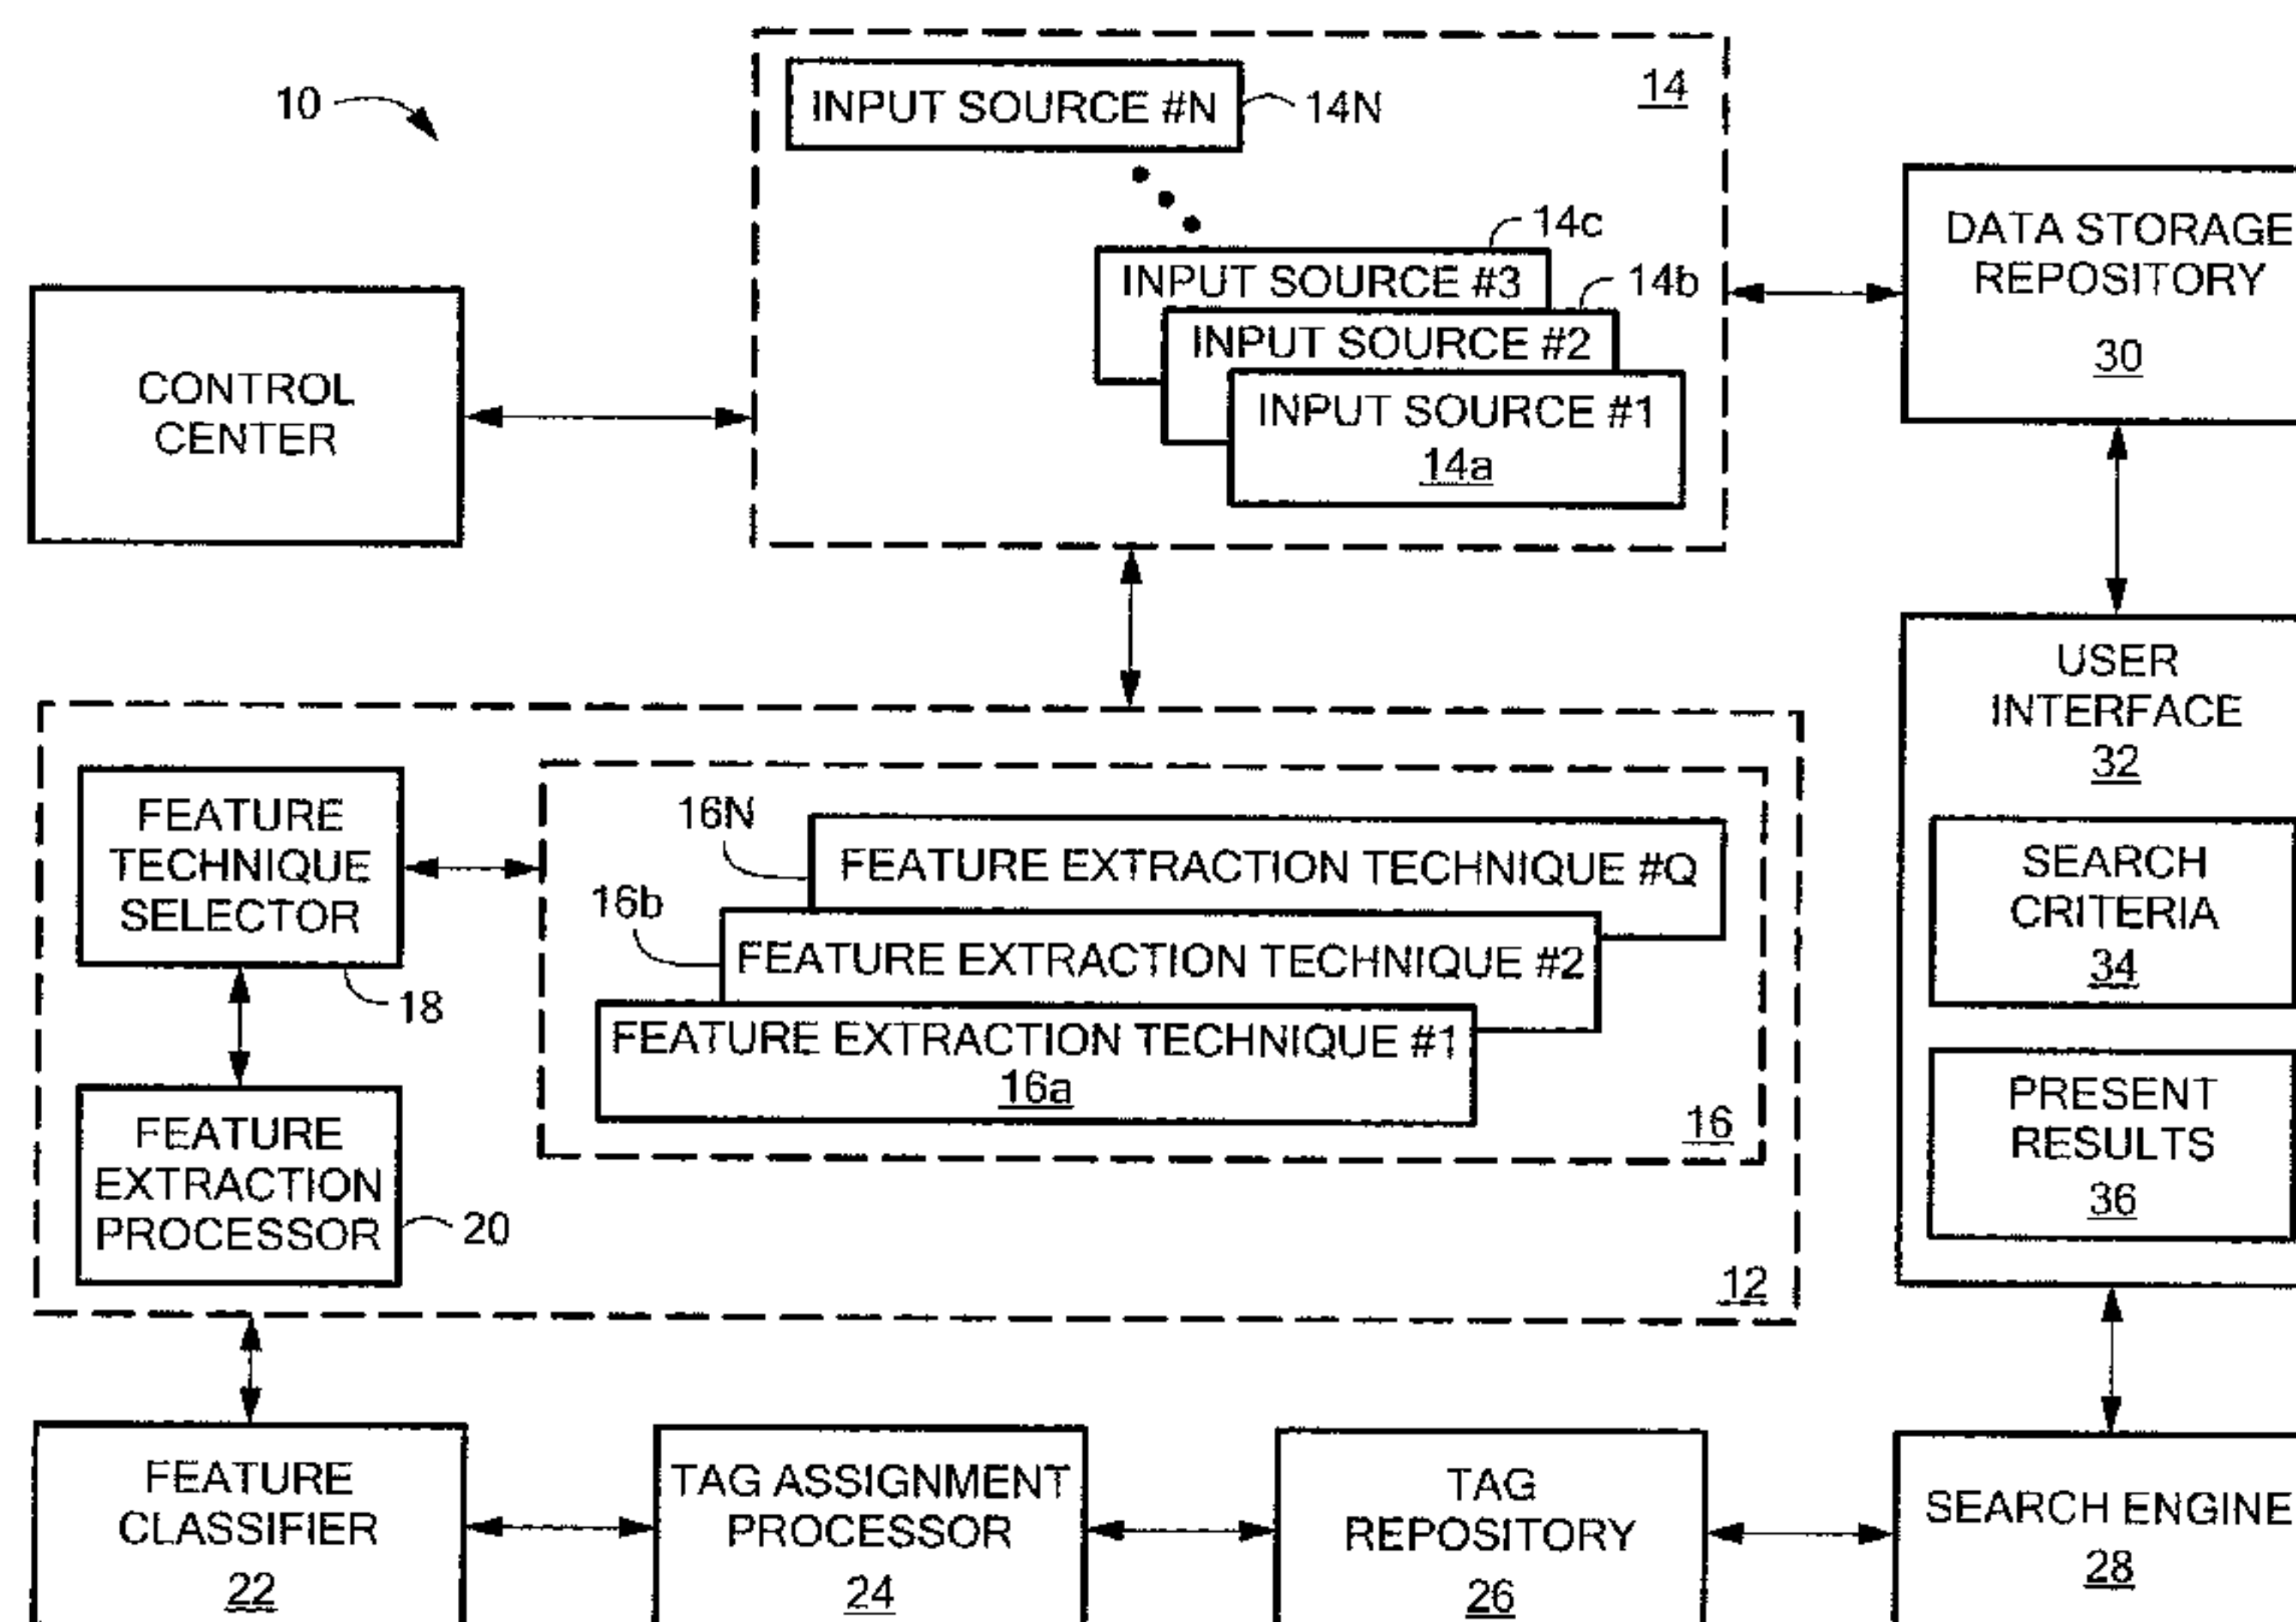 10
INPUT SOURCE #N
14N
14
14c
INPUT SOURCE #3
14b
INPUT SOURCE #2
INPUT SOURCE #1
14a
CONTROL
CENTER
DATA STORAGE
REPOSITORY
30
USER
INTERFACE
32
SEARCH
CRITERIA
34
PRESENT
RESULTS
36
FEATURE
TECHNIQUE
SELECTOR
18
16N
FEATURE EXTRACTION TECHNIQUE #Q
16b
FEATURE EXTRACTION TECHNIQUE #2
FEATURE EXTRACTION TECHNIQUE #1
16a
16
FEATURE
EXTRACTION
PROCESSOR
20
12
FEATURE
CLASSIFIER
22
TAG ASSIGNMENT
PROCESSOR
24
TAG
REPOSITORY
26
SEARCH ENGINE
28